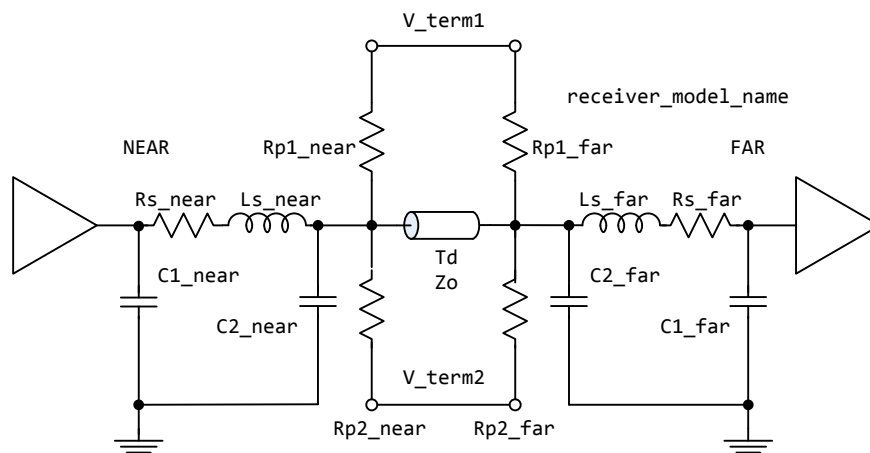 V_term1
receiver_model_name
NEAR Rp1_near Rp1_far FAR
Rs_near Ls_near Ls_far Rs_far
Td
Zo
C1_near C2_far
C2_near C1_far
V_term2
Rp2_near Rp2_far